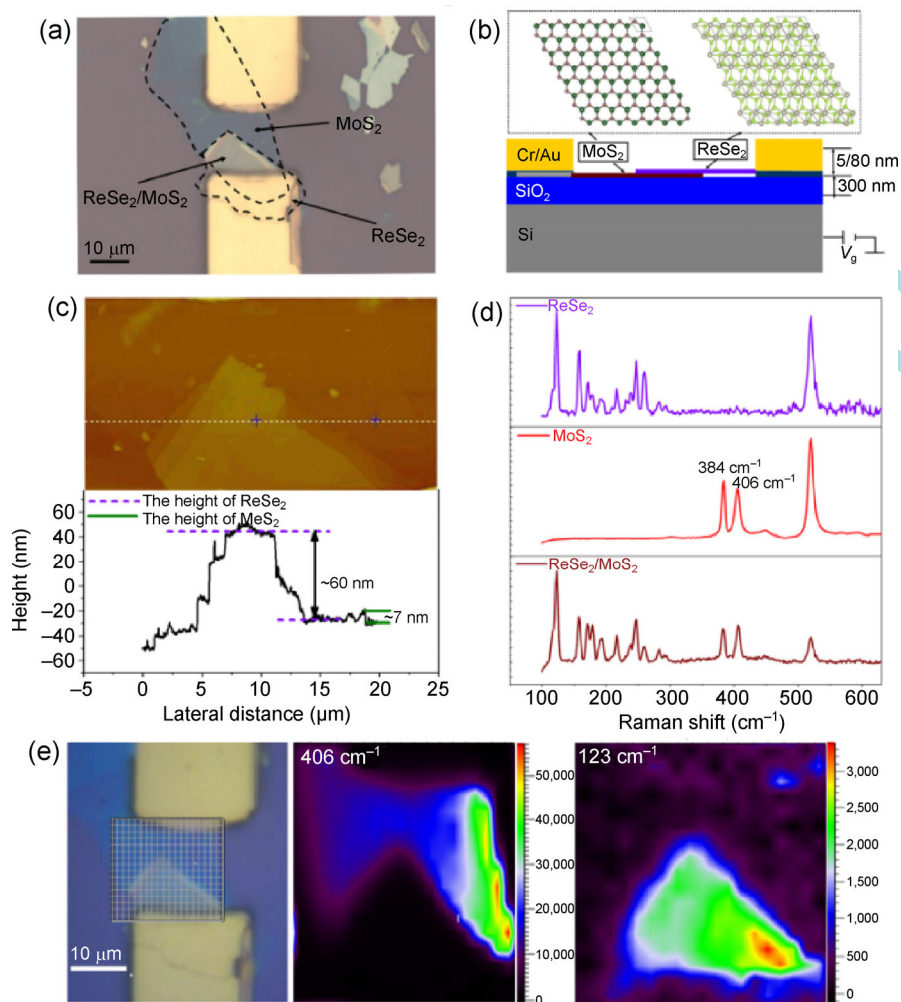 (a)
MoS₂
ReSe₂/MoS₂
ReSe₂
10 μm
(b)
MoS₂
ReSe₂
Cr/Au
5/80 nm
SiO₂
300 nm
Si
Vg
(c)
The height of ReSe₂
The height of MeS₂
60
40
20
0
–20
–40
–60
~60 nm
~7 nm
Height (nm)
–5 0 5 10 15 20 25
Lateral distance (μm)
(d)
ReSe₂
MoS₂
384 cm⁻¹
406 cm⁻¹
ReSe₂/MoS₂
100 200 300 400 500 600
Raman shift (cm⁻¹)
(e)
10 μm
406 cm⁻¹
50,000
40,000
30,000
20,000
10,000
0
123 cm⁻¹
3,000
2,500
2,000
1,500
1,000
500
0